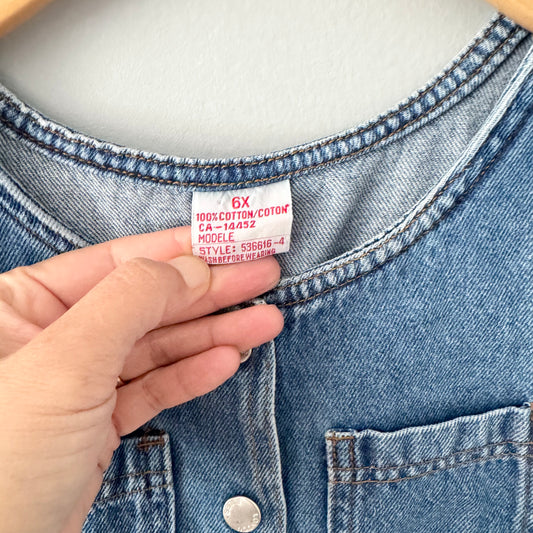 6X
100% COTTON/COTON
CA-14452
MODELE
STYLE: 536616-4
WASH BEFORE WEARING